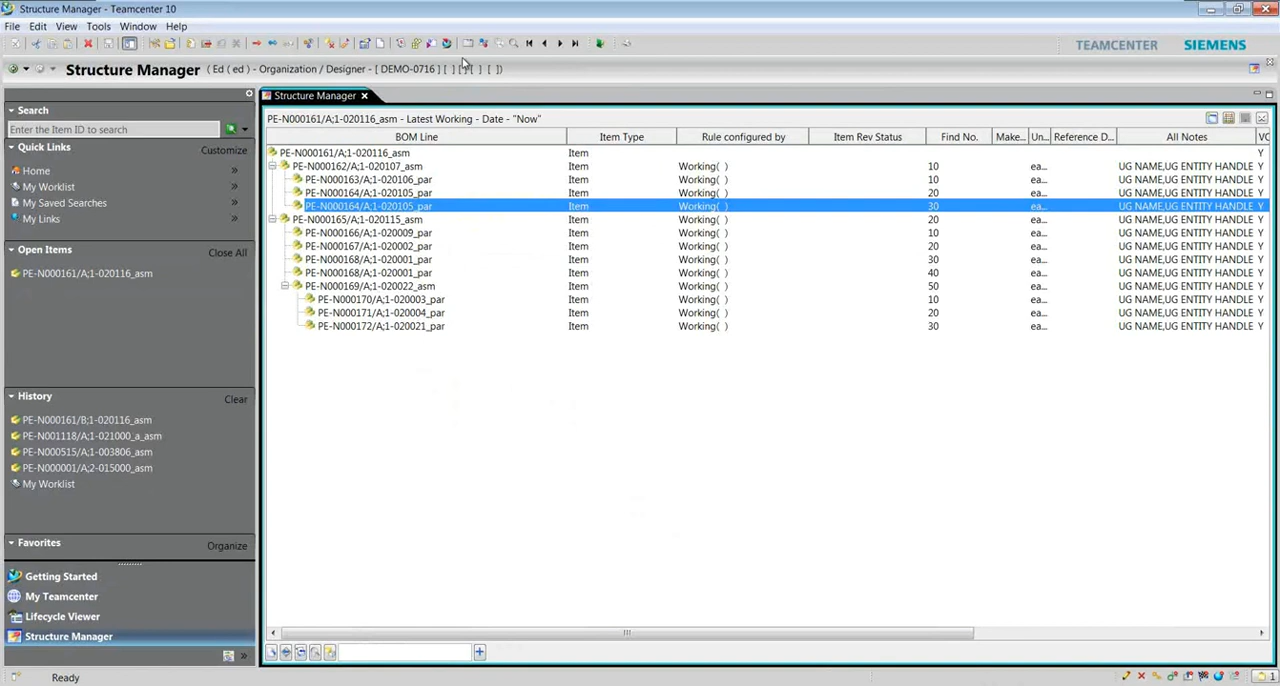 Structure Manager - Teamcenter 10
File Edit View Tools Window Help
TEAMCENTER SIEMENS
Structure Manager ( Ed ( ed ) - Organization / Designer - [ DEMO-0716 ] [ ] [ ] [ ] [ ])
Search
Enter the Item ID to search
Quick Links Customize
Home
My Worklist
My Saved Searches
My Links
Open Items Close All
PE-N000161/A;1-020116_asm
History Clear
PE-N000161/B;1-020116_asm
PE-N001118/A;1-021000_a_asm
PE-N000515/A;1-003806_asm
PE-N000001/A;2-015000_asm
My Worklist
Favorites Organize
Getting Started
My Teamcenter
Lifecycle Viewer
Structure Manager
Structure Manager
PE-N000161/A;1-020116_asm - Latest Working - Date - "Now"
BOM Line Item Type Rule configured by Item Rev Status Find No. Make... Un... Reference D... All Notes VC
PE-N000161/A;1-020116_asm Item Y
PE-N000162/A;1-020107_asm Item Working( ) 10 ea... UG NAME,UG ENTITY HANDLE Y
PE-N000163/A;1-020106_par Item Working( ) 10 ea... UG NAME,UG ENTITY HANDLE Y
PE-N000164/A;1-020105_par Item Working( ) 20 ea... UG NAME,UG ENTITY HANDLE Y
PE-N000164/A;1-020105_par Item Working( ) 30 ea... UG NAME,UG ENTITY HANDLE Y
PE-N000165/A;1-020115_asm Item Working( ) 20 ea... UG NAME,UG ENTITY HANDLE Y
PE-N000166/A;1-020009_par Item Working( ) 10 ea... UG NAME,UG ENTITY HANDLE Y
PE-N000167/A;1-020002_par Item Working( ) 20 ea... UG NAME,UG ENTITY HANDLE Y
PE-N000168/A;1-020001_par Item Working( ) 30 ea... UG NAME,UG ENTITY HANDLE Y
PE-N000168/A;1-020001_par Item Working( ) 40 ea... UG NAME,UG ENTITY HANDLE Y
PE-N000169/A;1-020022_asm Item Working( ) 50 ea... UG NAME,UG ENTITY HANDLE Y
PE-N000170/A;1-020003_par Item Working( ) 10 ea... UG NAME,UG ENTITY HANDLE Y
PE-N000171/A;1-020004_par Item Working( ) 20 ea... UG NAME,UG ENTITY HANDLE Y
PE-N000172/A;1-020021_par Item Working( ) 30 ea... UG NAME,UG ENTITY HANDLE Y
Ready
1